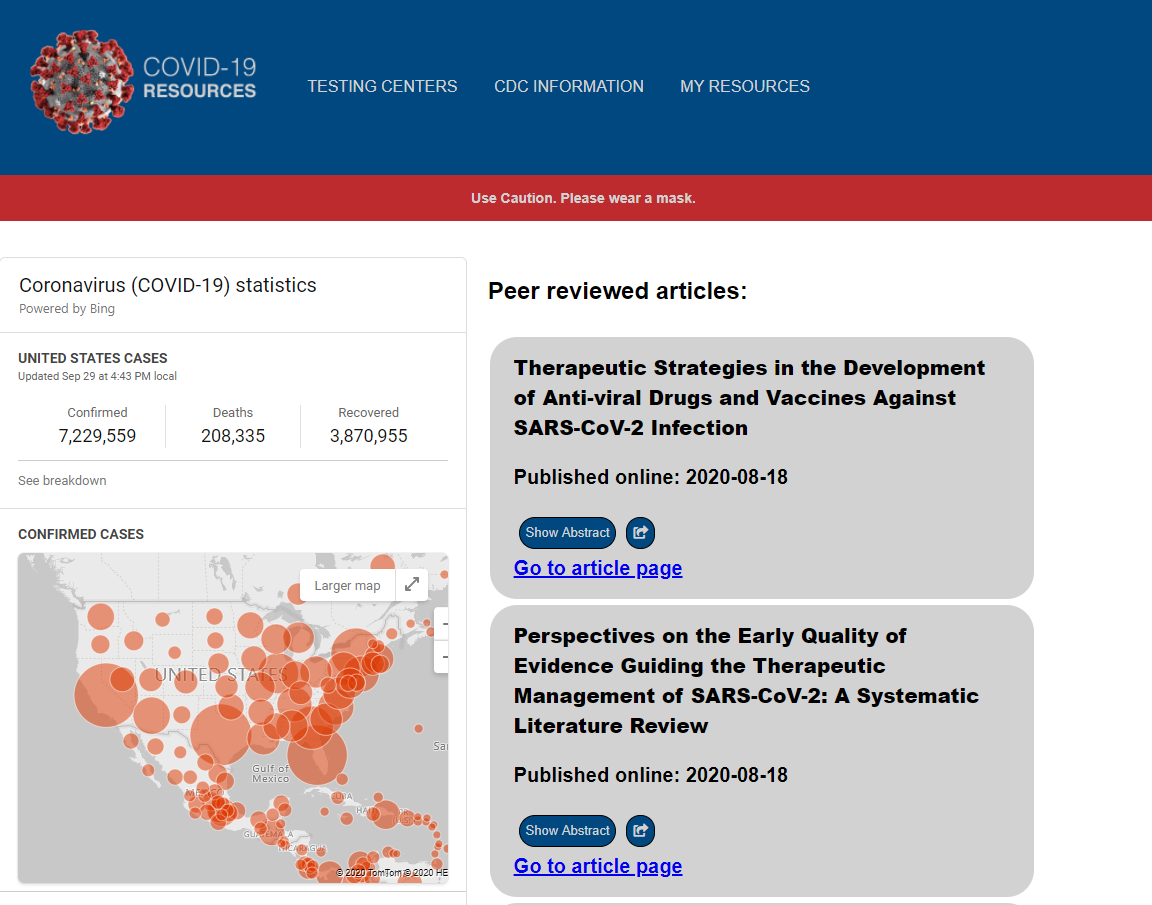 COVID-19
RESOURCES
TESTING CENTERS
CDC INFORMATION
MY RESOURCES
Use Caution. Please wear a mask.
Coronavirus (COVID-19) statistics
Powered by Bing
UNITED STATES CASES
Updated Sep 29 at 4:43 PM local
Confirmed
7,229,559
Deaths
208,335
Recovered
3,870,955
See breakdown
CONFIRMED CASES
Larger map
UNITED STATES
Gulf of
Mexico
MEXICO
CUBA
GUATEMALA
NICARAGUA
© 2020 TomTom © 2020 HE
Peer reviewed articles:
Therapeutic Strategies in the Development
of Anti-viral Drugs and Vaccines Against
SARS-CoV-2 Infection
Published online: 2020-08-18
Show Abstract
Go to article page
Perspectives on the Early Quality of
Evidence Guiding the Therapeutic
Management of SARS-CoV-2: A Systematic
Literature Review
Published online: 2020-08-18
Show Abstract
Go to article page